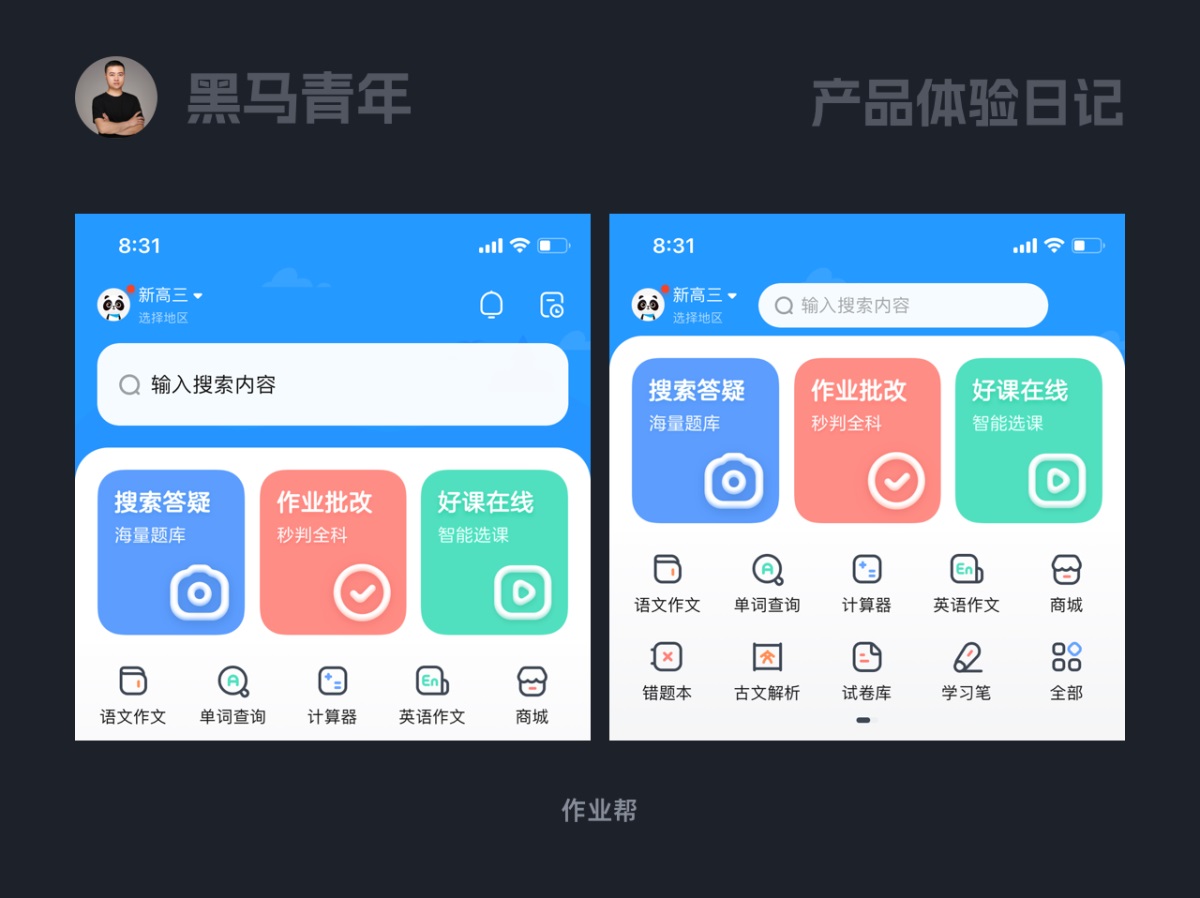 黑马青年
产品体验日记
8:31
新高三
选择地区
输入搜索内容
搜索答疑
海量题库
作业批改
秒判全科
好课在线
智能选课
语文作文
单词查询
计算器
英语作文
商城
8:31
新高三
选择地区
输入搜索内容
搜索答疑
海量题库
作业批改
秒判全科
好课在线
智能选课
语文作文
单词查询
计算器
英语作文
商城
错题本
古文解析
试卷库
学习笔
全部
作业帮